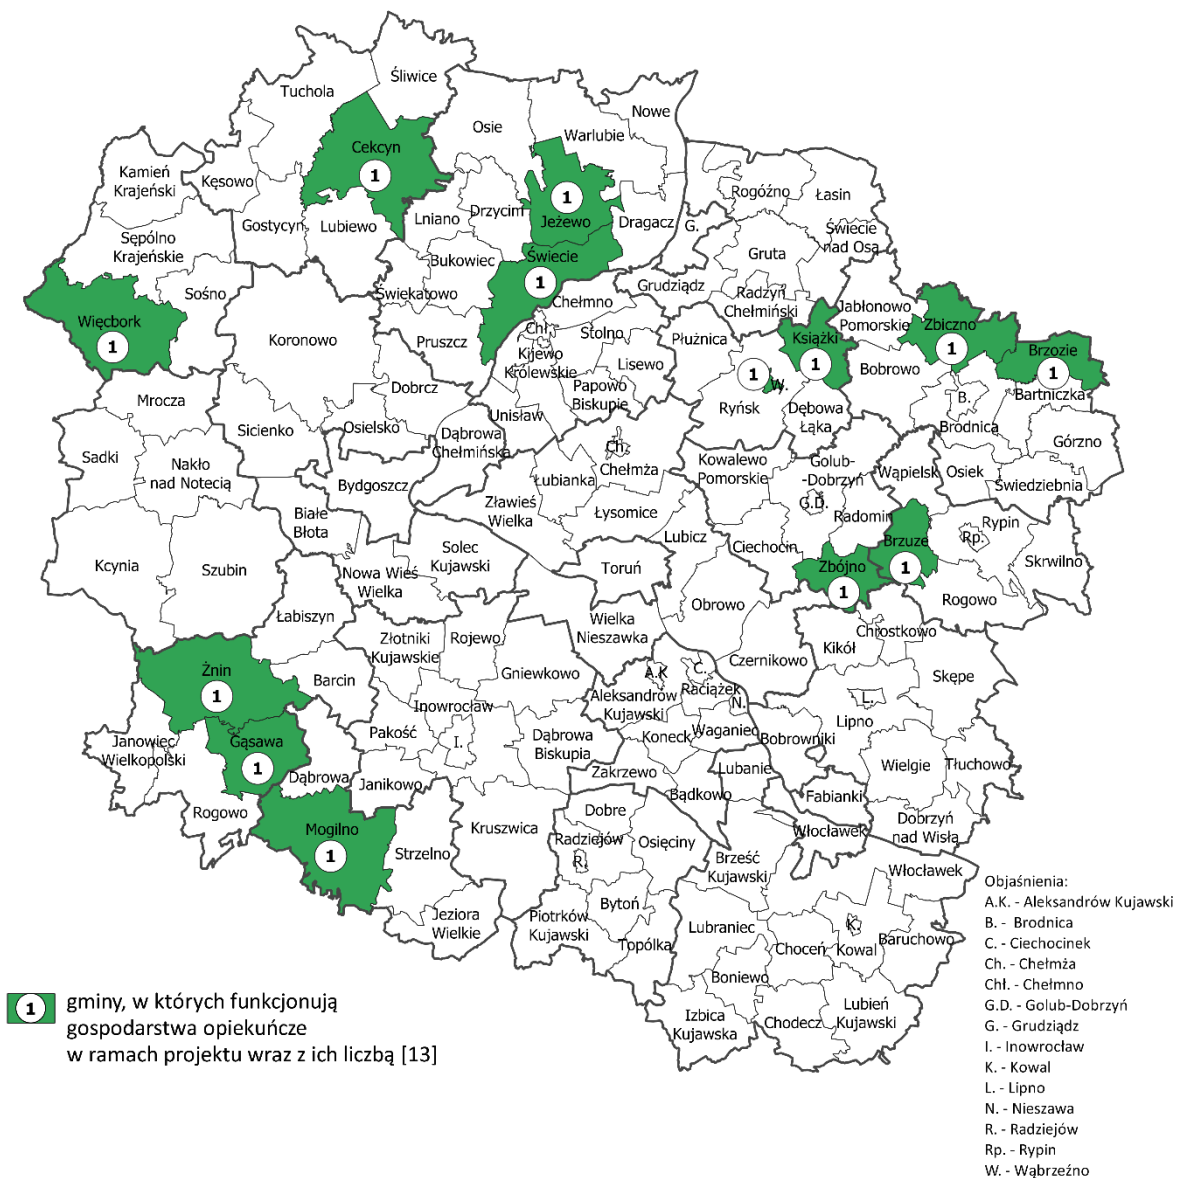 Śliwice
Tuchola
Nowe
Osie
Warlubie
Cekcyn
1
Kamień
Krajeński
Kęsowo
Rogóźno
Łasin
1
Gostycyn
Lubiewo
Lniano
Drzycim
Jeżewo
Dragacz
G.
Świecie
nad Osą
Sępólno
Krajeńskie
Bukowiec
Świecie
Gruta
1
Sośno
Świekatowo
Chełmno
Grudziądz
Radzyń
Chełmiński
Jabłonowo
Pomorskie
Zbiczno
1
Więcbork
1
Koronowo
Pruszcz
Chł.
Stolno
Płużnica
Książki
1
Brzozie
1
Kijewo
Królewskie
Lisewo
1
W.
Bobrowo
Bartniczka
Mrocza
Dobrcz
Papowo
Biskupie
Ryńsk
Dębowa
Łąka
B.
Brodnica
Unisław
Sicienko
Osielsko
Dąbrowa
Chełmińska
Górzno
Sadki
Nakło
nad Notecią
Ch.
Chełmża
Kowalewo
Pomorskie
Golub-
-Dobrzyń
Wąpielsk
Osiek
Świedziebnia
Bydgoszcz
Łubianka
G.D.
Białe
Błota
Zławieś
Wielka
Łysomice
Radomin
Rypin
Rp.
Lubicz
Ciechocin
Brzuze
1
Kcynia
Szubin
Solec
Kujawski
Nowa Wieś
Wielka
Toruń
Zbójno
1
Skrwilno
Łabiszyn
Obrowo
Rogowo
Złotniki
Kujawskie
Rojewo
Wielka
Nieszawka
Chrostkowo
Kikół
Żnin
1
Barcin
Gniewkowo
A.K
C.
Raciążek
Czernikowo
Skępe
Inowrocław
Aleksandrów
Kujawski
N.
L.
Lipno
Janowiec
Wielkopolski
Gąsawa
1
Pakość
I.
Dąbrowa
Biskupia
Koneck
Waganiec
Bobrowniki
Dąbrowa
Janikowo
Zakrzewo
Lubanie
Wielgie
Tłuchowo
Bądkowo
Fabianki
Rogowo
Mogilno
1
Kruszwica
Dobre
Dobrzyń
nad Wisłą
Radziejów
R.
Osięciny
Włocławek
Strzelno
Brześć
Kujawski
Włocławek
Bytoń
Jeziora
Wielkie
Piotrków
Kujawski
Topólka
Lubraniec
K.
Kowal
Choceń
Baruchowo
Boniewo
Izbica
Kujawska
Chodecz
Lubień
Kujawski
1
gminy, w których funkcjonują
gospodarstwa opiekuńcze
w ramach projektu wraz z ich liczbą [13]
Objaśnienia:
A.K. - Aleksandrów Kujawski
B. - Brodnica
C. - Ciechocinek
Ch. - Chełmża
Chł. - Chełmno
G.D. - Golub-Dobrzyń
G. - Grudziądz
I. - Inowrocław
K. - Kowal
L. - Lipno
N. - Nieszawa
R. - Radziejów
Rp. - Rypin
W. - Wąbrzeźno